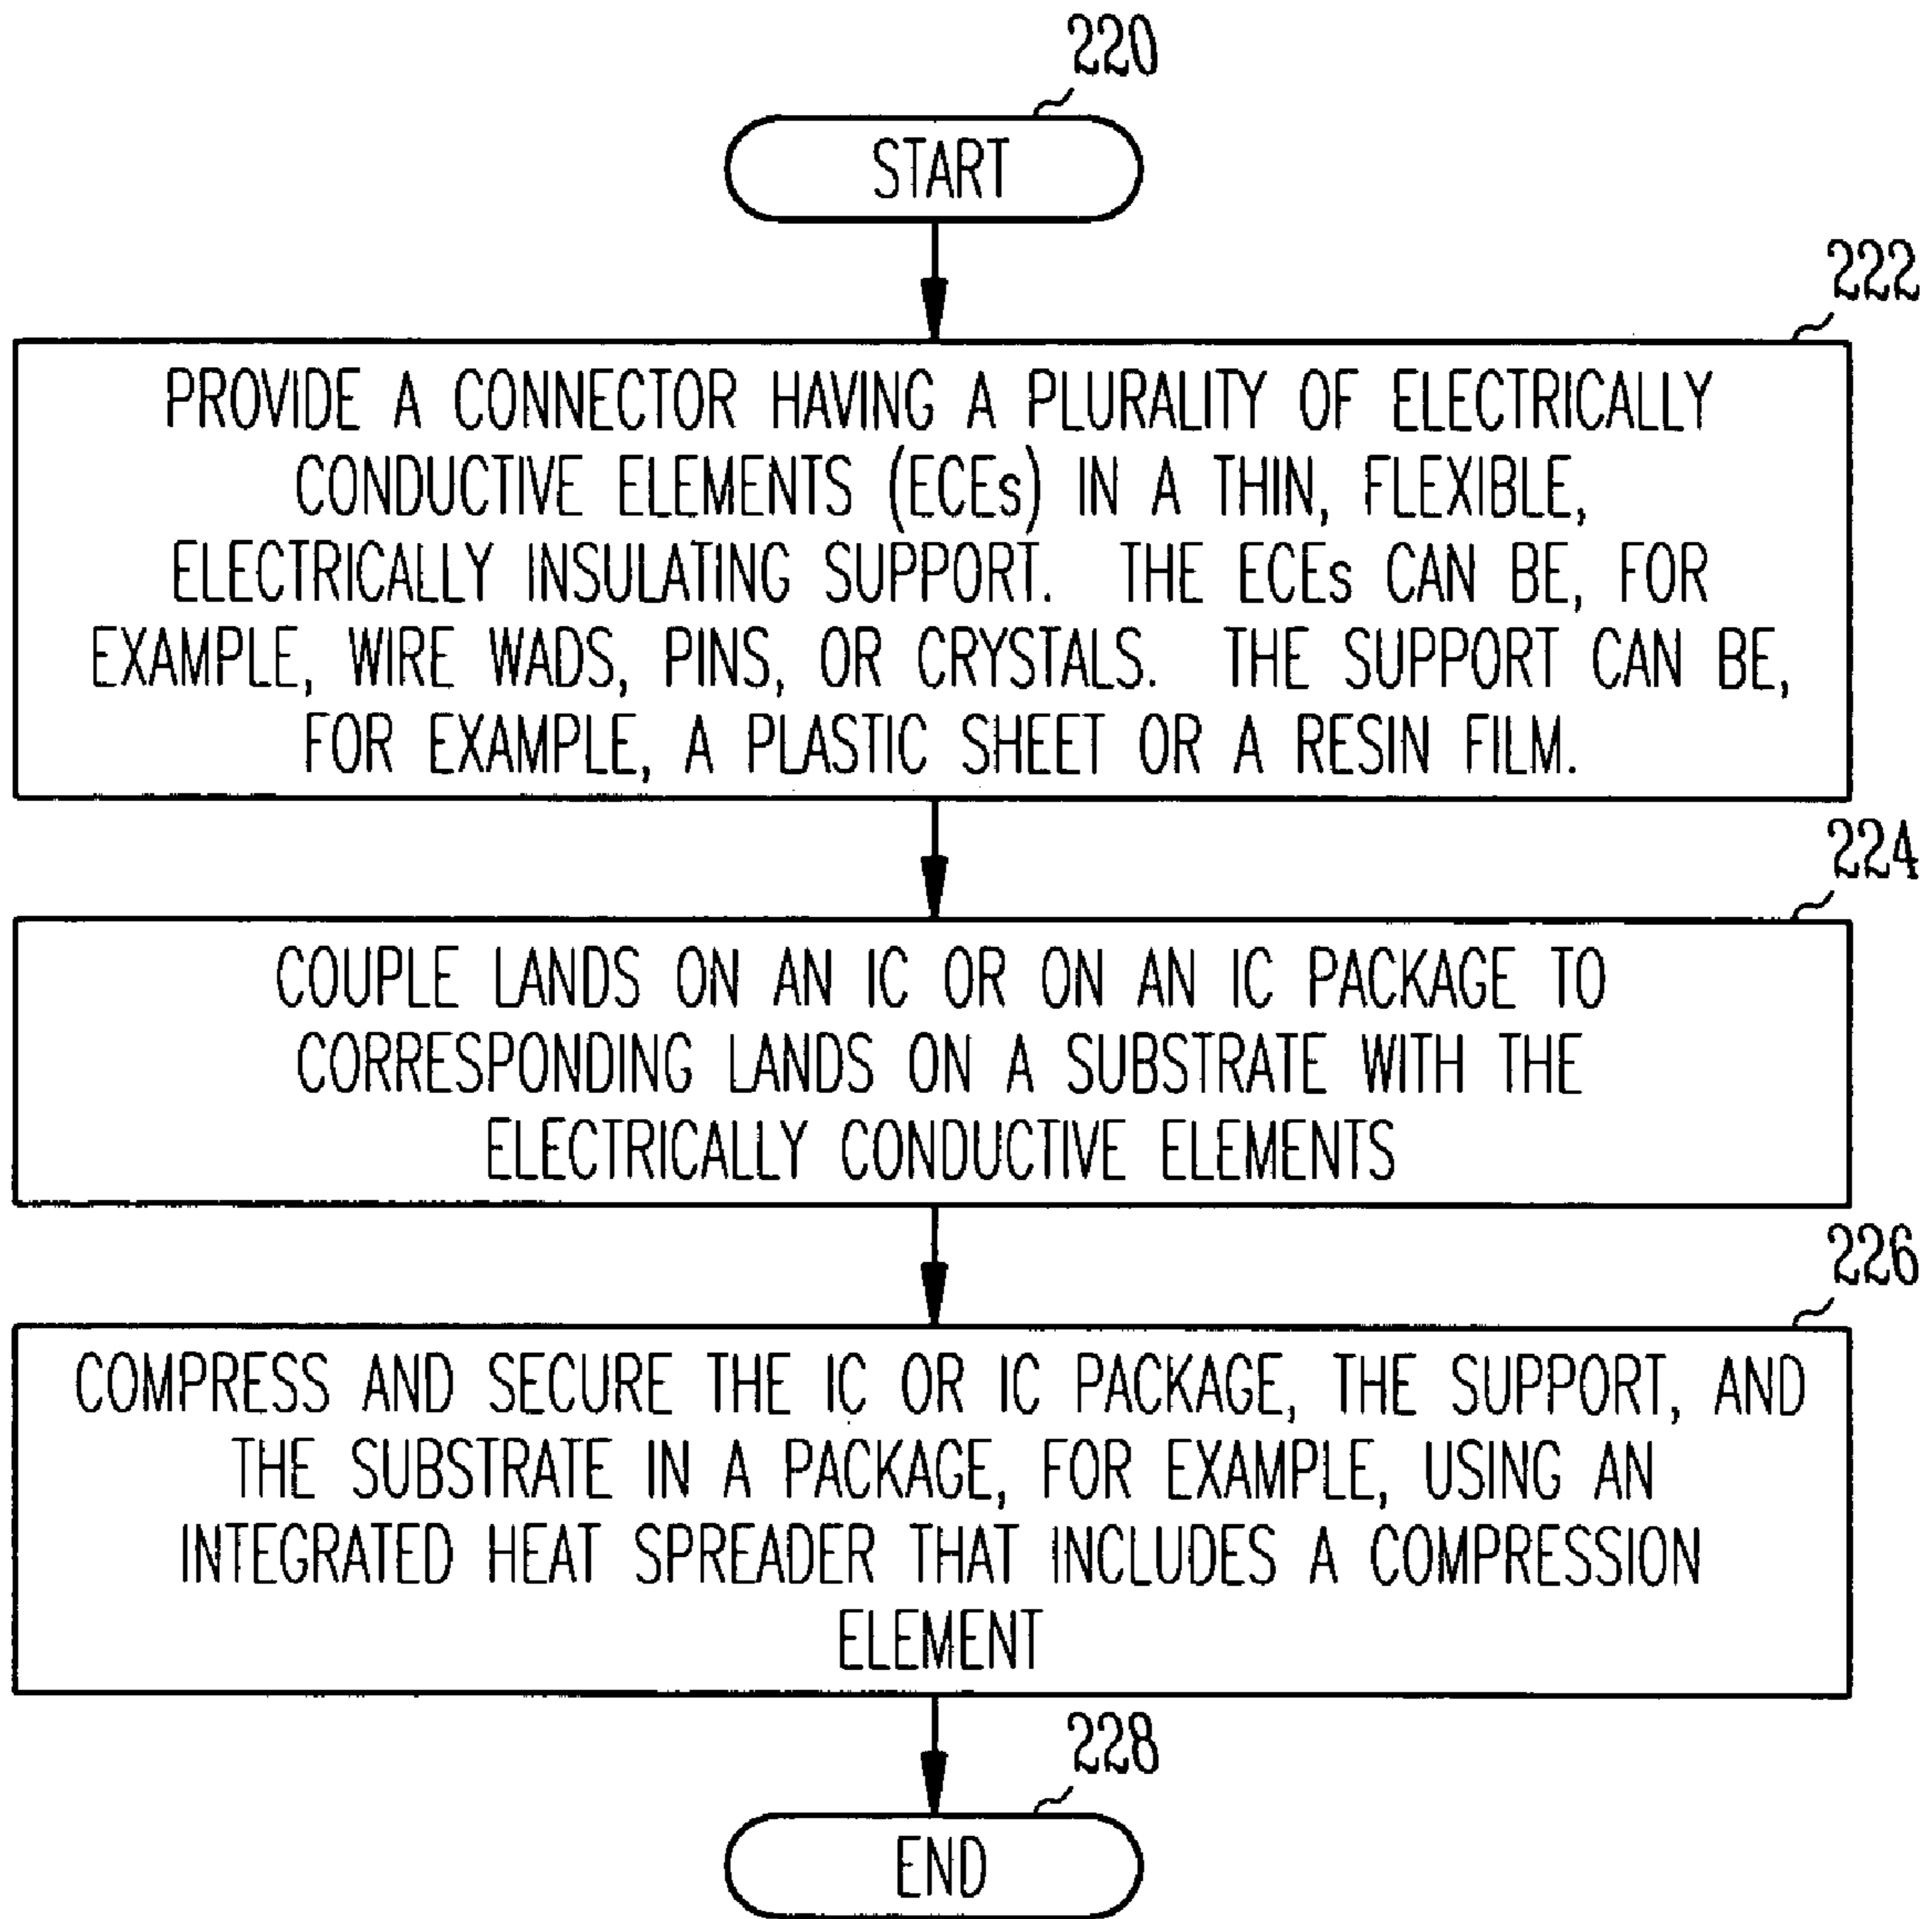 220
START
222
PROVIDE A CONNECTOR HAVING A PLURALITY OF ELECTRICALLY
CONDUCTIVE ELEMENTS (ECEs) IN A THIN, FLEXIBLE,
ELECTRICALLY INSULATING SUPPORT. THE ECEs CAN BE, FOR
EXAMPLE, WIRE WADS, PINS, OR CRYSTALS. THE SUPPORT CAN BE,
FOR EXAMPLE, A PLASTIC SHEET OR A RESIN FILM.
224
COUPLE LANDS ON AN IC OR ON AN IC PACKAGE TO
CORRESPONDING LANDS ON A SUBSTRATE WITH THE
ELECTRICALLY CONDUCTIVE ELEMENTS
226
COMPRESS AND SECURE THE IC OR IC PACKAGE, THE SUPPORT, AND
THE SUBSTRATE IN A PACKAGE, FOR EXAMPLE, USING AN
INTEGRATED HEAT SPREADER THAT INCLUDES A COMPRESSION
ELEMENT
228
END